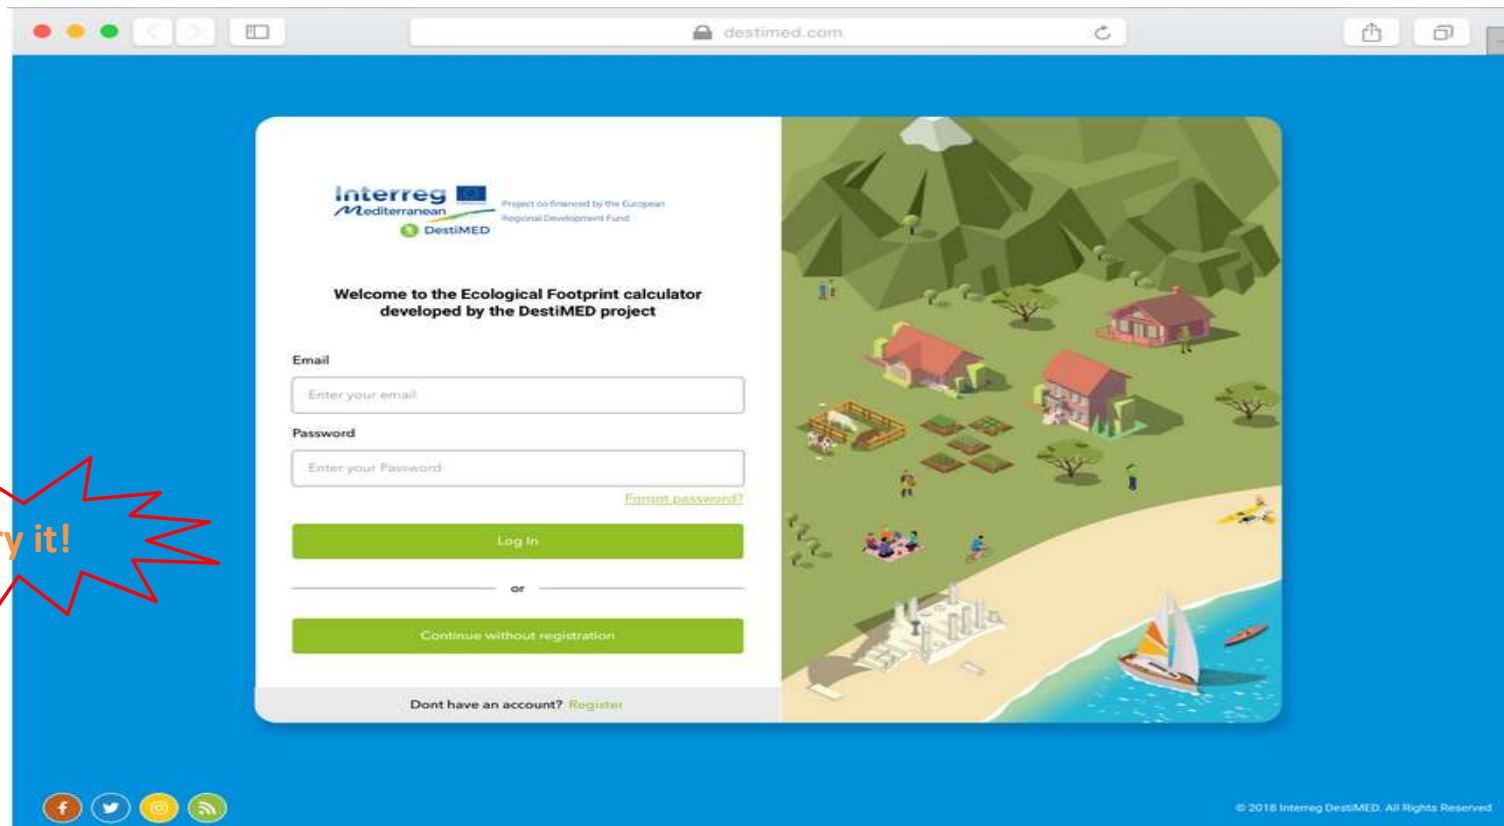 destimed.com
Interreg
Mediterranean
DestiMED
Project co-financed by the European
Regional Development Fund
Welcome to the Ecological Footprint calculator
developed by the DestiMED project
Email
Enter your email
Password
Enter your Password
Forgot password?
Log In
or
Continue without registration
Dont have an account? Register
y it!
© 2018 Interreg DestiMED. All Rights Reserved